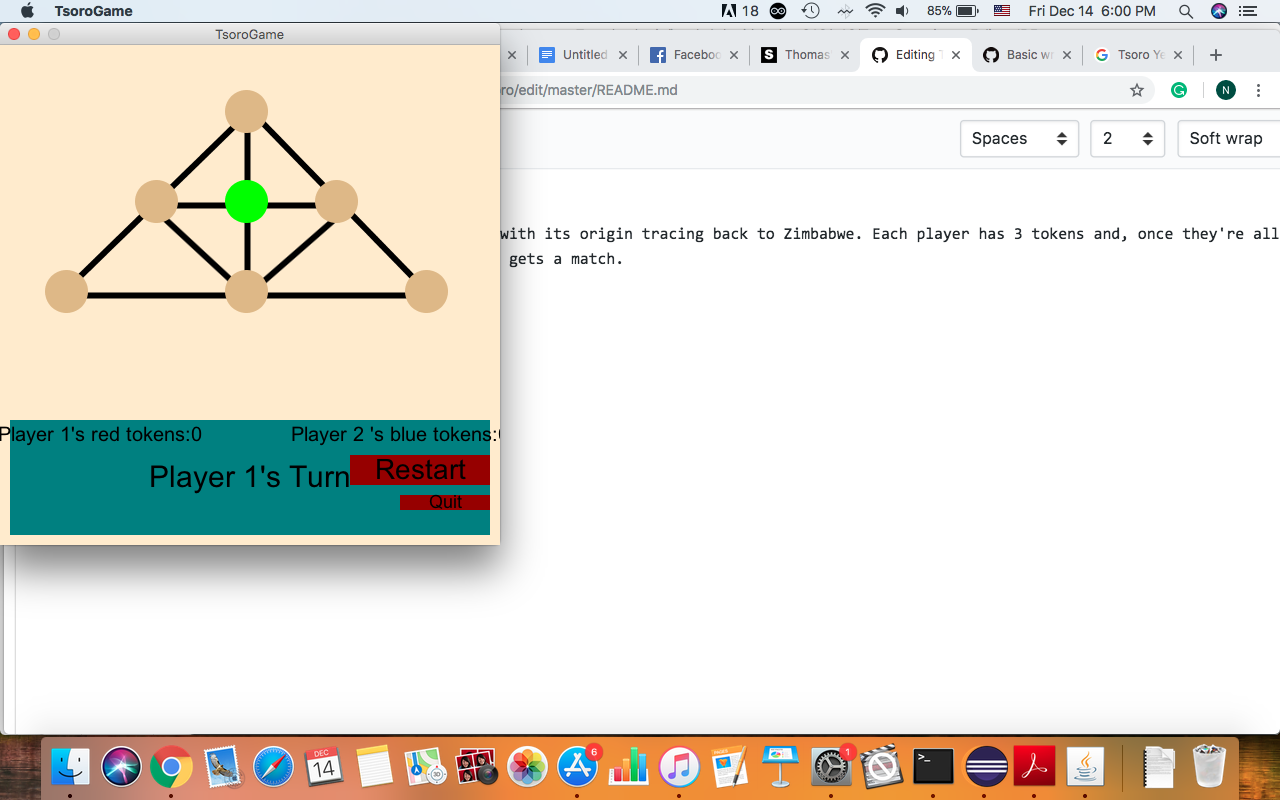 TsoroGame
18
85%
Fri Dec 14 6:00 PM
TsoroGame
Untitled
Facebo
Thomas
Editing
Basic w
Tsoro Ye
ro/edit/master/README.md
N
Spaces
2
Soft wrap
with its origin tracing back to Zimbabwe. Each player has 3 tokens and, once they're all
gets a match.
Player 1's red tokens:0
Player 2 's blue tokens:
Player 1's Turn
Restart
Quit
DEC
14
3D
6
PAGES
1
>_